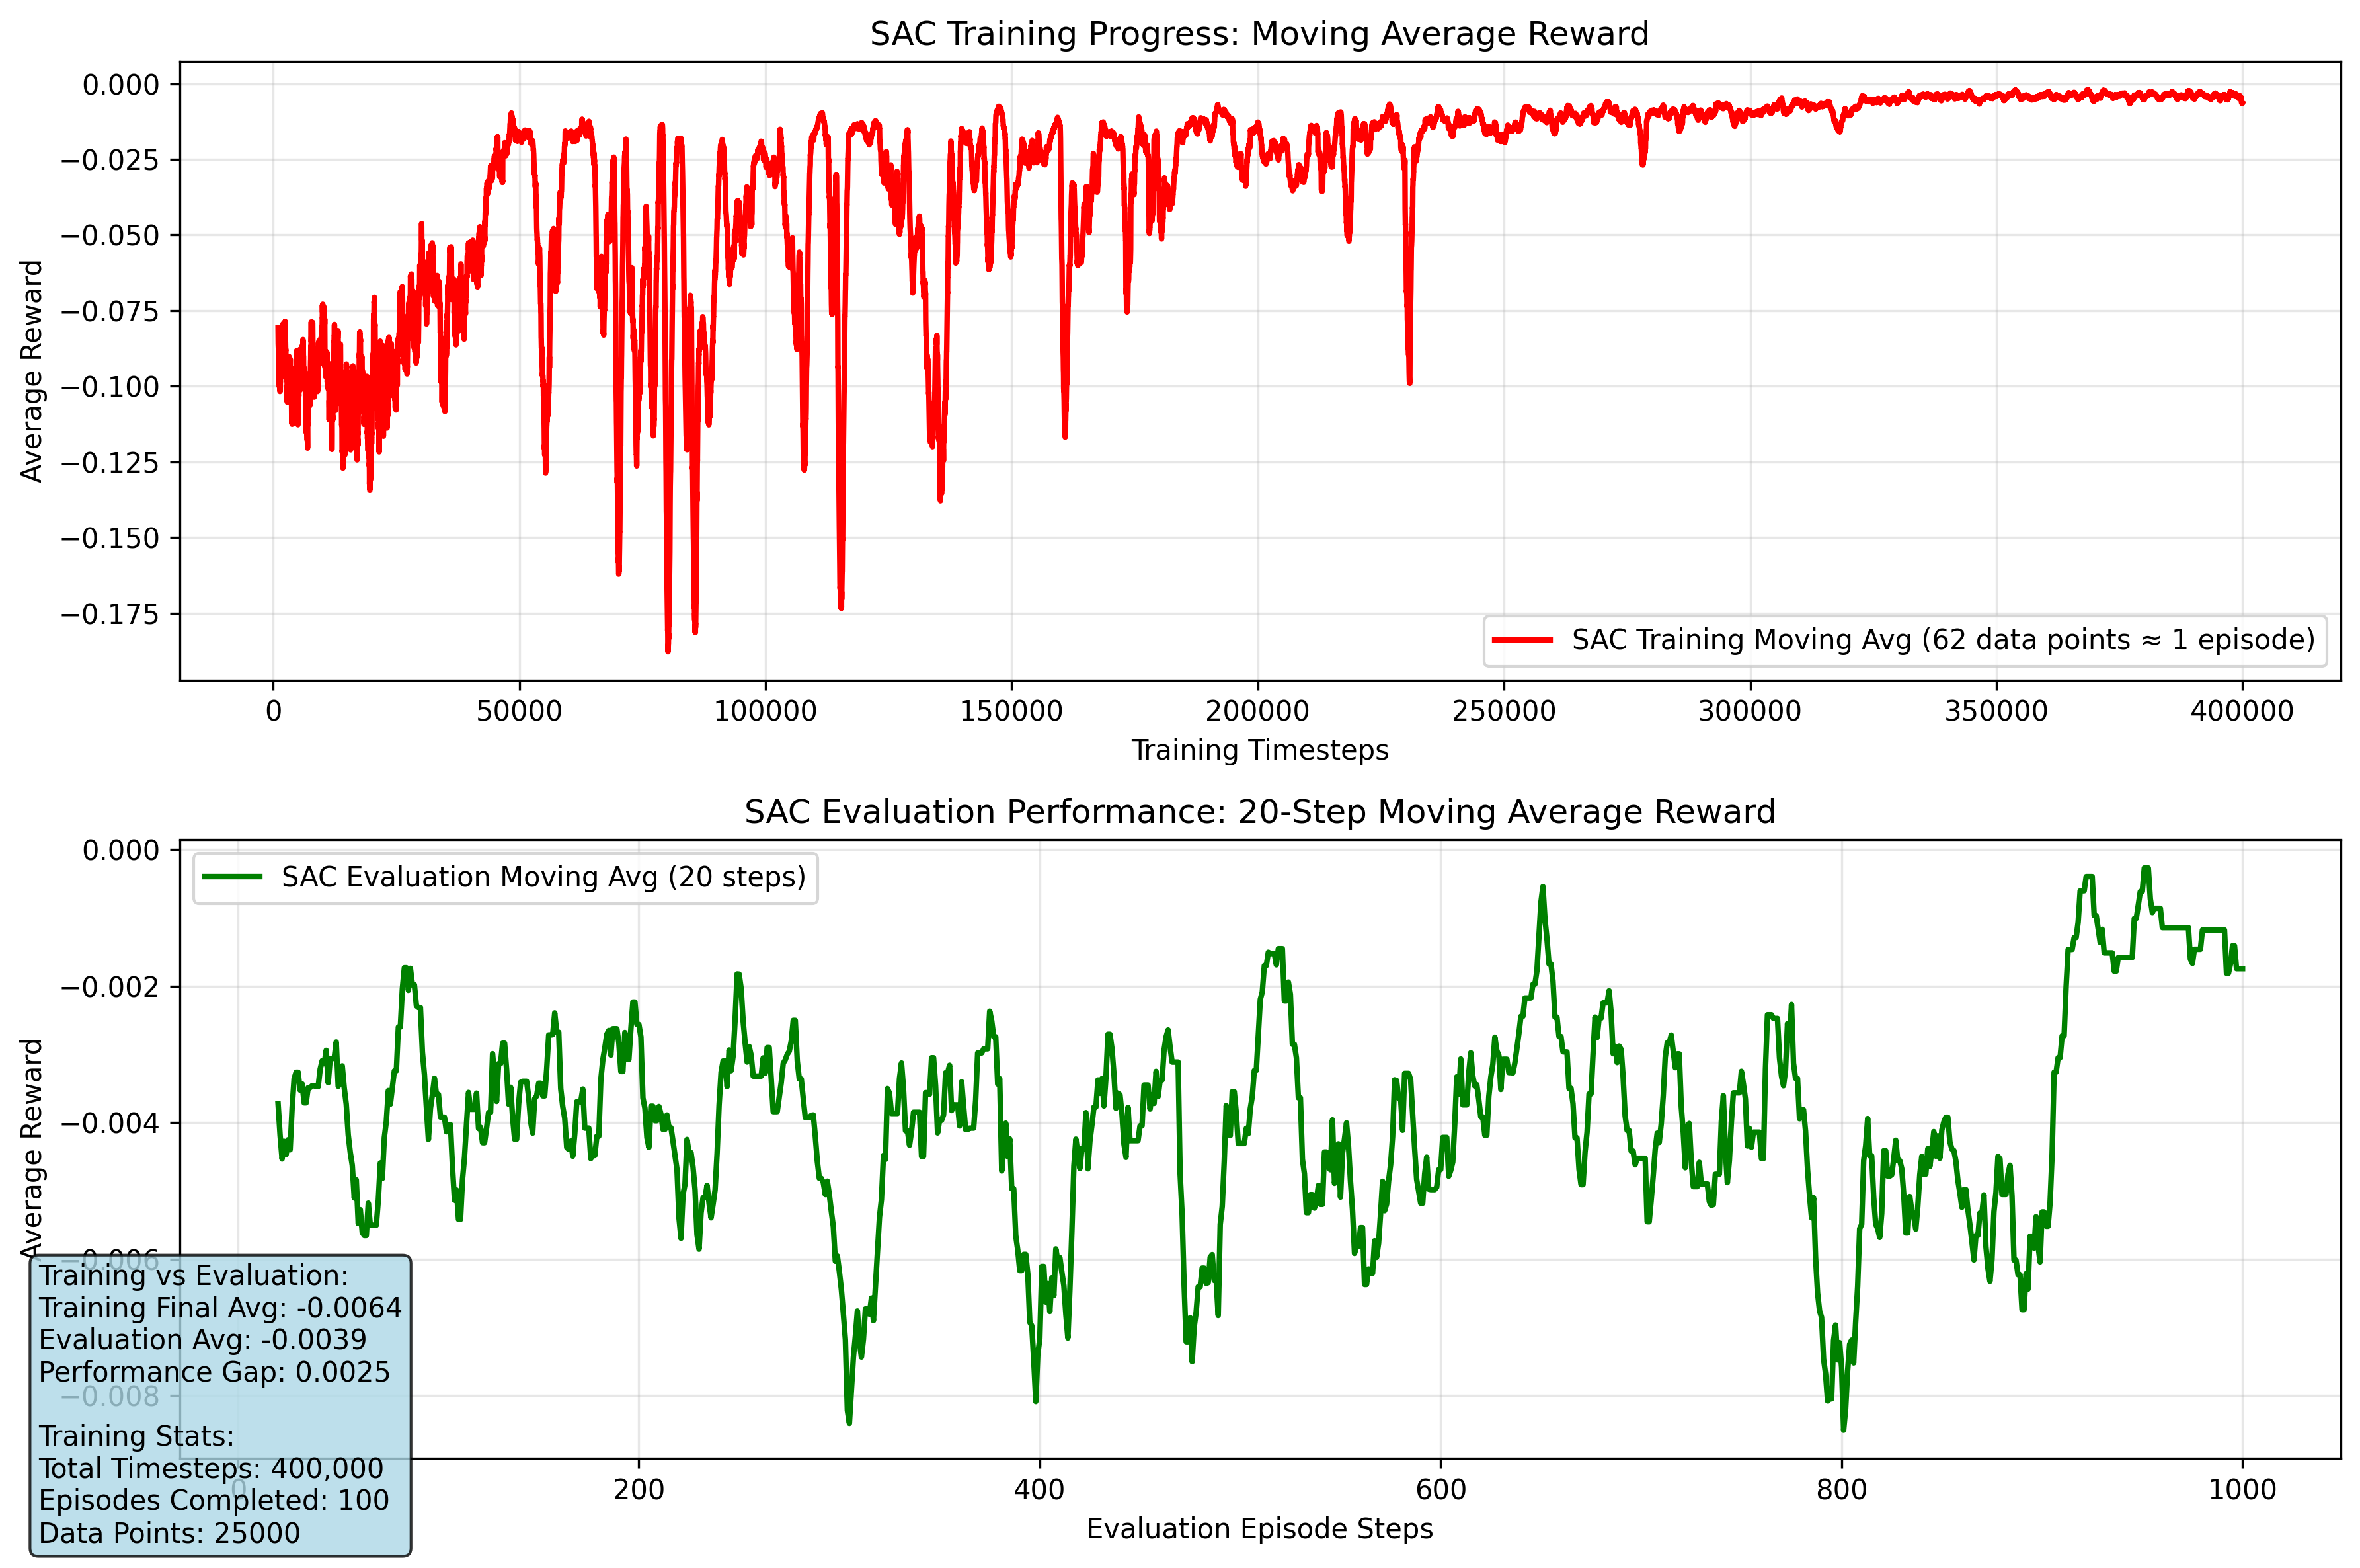 SAC Training Progress: Moving Average Reward
Average Reward
0.000
−0.025
−0.050
−0.075
−0.100
−0.125
−0.150
−0.175
SAC Training Moving Avg (62 data points ≈ 1 episode)
0 50000 100000 150000 200000 250000 300000 350000 400000
Training Timesteps
SAC Evaluation Performance: 20-Step Moving Average Reward
Average Reward
0.000
−0.002
−0.004
−0.006
−0.008
SAC Evaluation Moving Avg (20 steps)
0 200 400 600 800 1000
Evaluation Episode Steps
Training vs Evaluation:
Training Final Avg: -0.0064
Evaluation Avg: -0.0039
Performance Gap: 0.0025
Training Stats:
Total Timesteps: 400,000
Episodes Completed: 100
Data Points: 25000